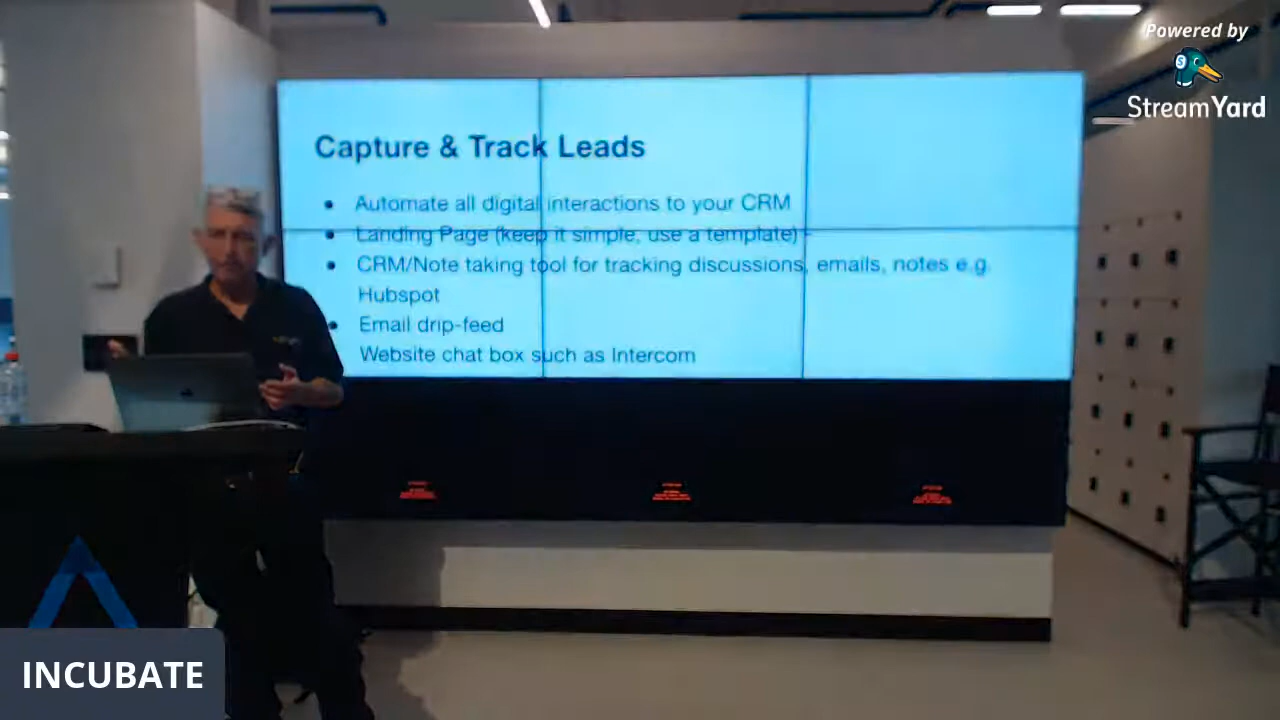 Powered by
StreamYard
Capture & Track Leads
• Automate all digital interactions to your CRM
• Landing Page (keep it simple, use a template)
• CRM/Note taking tool for tracking discussions, emails, notes e.g.
Hubspot
• Email drip-feed
Website chat box such as Intercom
INCUBATE